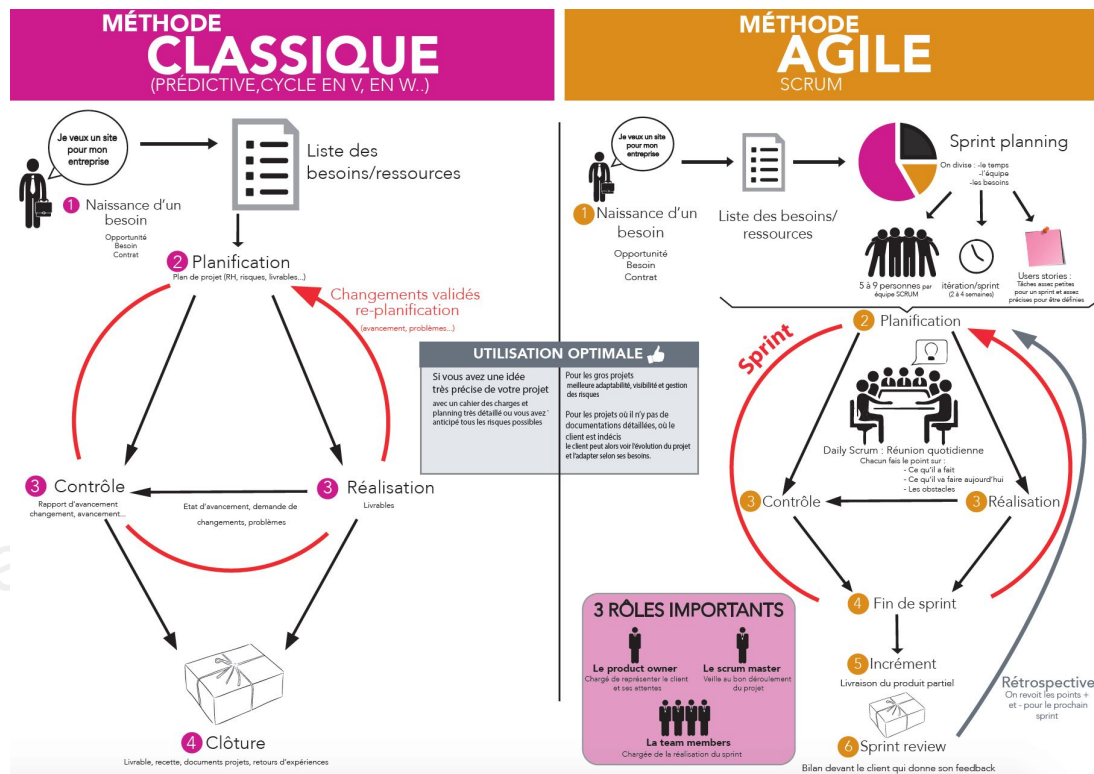 MÉTHODE
CLASSIQUE
(PRÉDICTIVE,CYCLE EN V, EN W..)
Je veux un site
pour mon
entreprise
Liste des
besoins/ressources
1 Naissance d'un
besoin
Opportunité
Besoin
Contrat
2 Planification
Plan de projet (RH, risques, livrables...)
Changements validés
re-planification
(avancement, problèmes...)
3 Contrôle
Rapport d'avancement
changement, avancement...
Etat d'avancement, demande de
changements, problèmes
3 Réalisation
Livrables
4 Clôture
Livrable, recette, documents projets, retours d'expériences
UTILISATION OPTIMALE
Si vous avez une idée
très précise de votre projet
avec un cahier des charges et
planning très détaillé ou vous avez
anticipé tous les risques possibles
Pour les gros projets
meilleure adaptabilité, visibilité et gestion
des risques
Pour les projets où il n'y pas de
documentations détaillées, où le
client est indécis
le client peut alors voir l'évolution du projet
et l'adapter selon ses besoins.
MÉTHODE
AGILE
SCRUM
Je veux un site
pour mon
entreprise
1 Naissance d'un
besoin
Opportunité
Besoin
Contrat
Liste des besoins/
ressources
Sprint planning
On divise : -le temps
-l'équipe
-les besoins
5 à 9 personnes par
équipe SCRUM
itération/sprint
(2 à 4 semaines)
Users stories :
Tâches assez petites
pour un sprint et assez
précises pour être définies
2 Planification
Sprint
Daily Scrum : Réunion quotidienne
Chacun fais le point sur :
- Ce qu'il a fait
- Ce qu'il va faire aujourd'hui
- Les obstacles
3 Contrôle
3 Réalisation
4 Fin de sprint
5 Incrément
Livraison du produit partiel
6 Sprint review
Bilan devant le client qui donne son feedback
Rétrospective
On revoit les points +
et - pour le prochain
sprint
3 RÔLES IMPORTANTS
Le product owner
Chargé de représenter le client
et ses attentes
Le scrum master
Veille au bon déroulement
du projet
La team members
Chargée de la réalisation du sprint